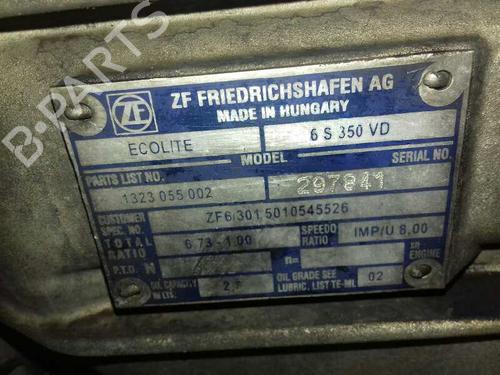 ZF FRIEDRICHSHAFEN AG
MADE IN HUNGARY
ZF
ECOLITE 6 S 350 VD
MODEL SERIAL NO.
PARTS LIST NO. 1323 055 002 297841
CUSTOMER SPEC. NO. ZF6/301 5010545526
TOTAL RATIO 6,73-1,00 SPEEDO RATIO IMP/U 8,00
P.T.O. N n= ENGINE
OIL CAPACITY IN LTS. OIL GRADE SEE LUBRIC. LIST TE-ML 02
B-PARTS